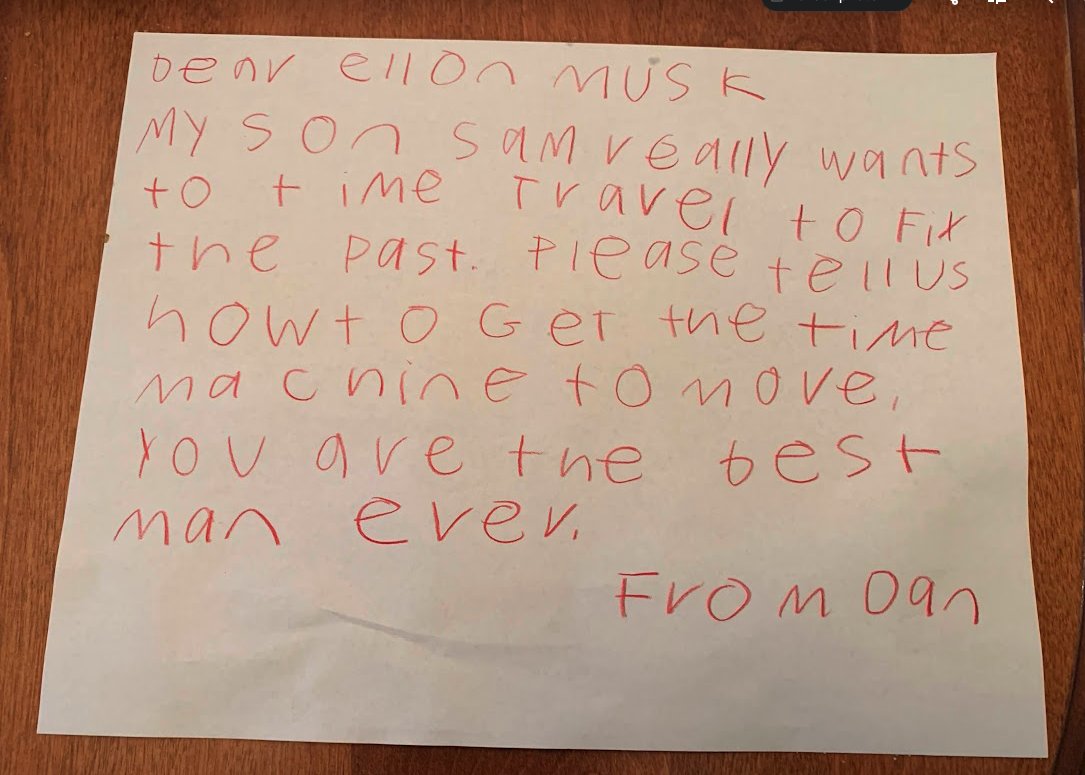 Dear ellon musk
My son sam really wants
to time Travel to Fix
the past. Please tell us
how to Get the time
machine to move.
You are the best
man ever.
From Dan